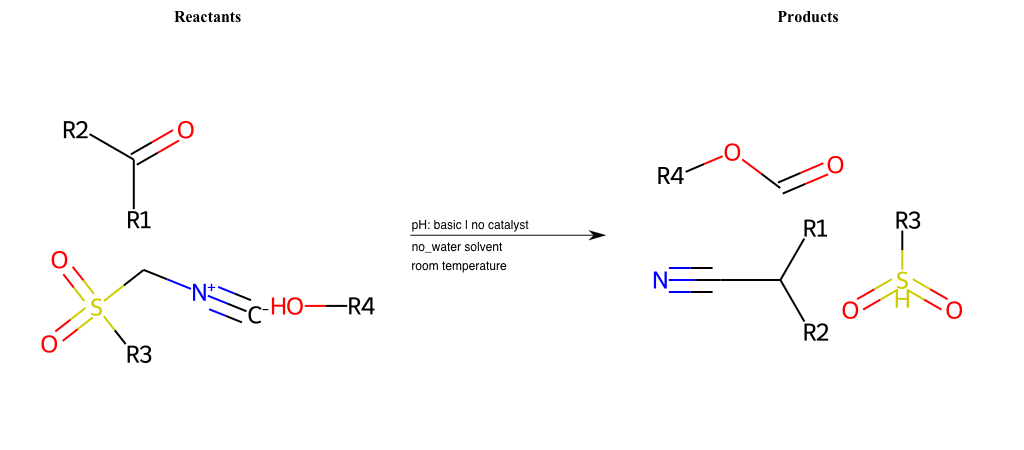 Reactants
Products
R2
O
R1
O
S
N+
C-
HO
R4
O
R3
pH: basic | no catalyst
no_water solvent
room temperature
O
O
R4
R1
R3
N
S
H
O
O
R2